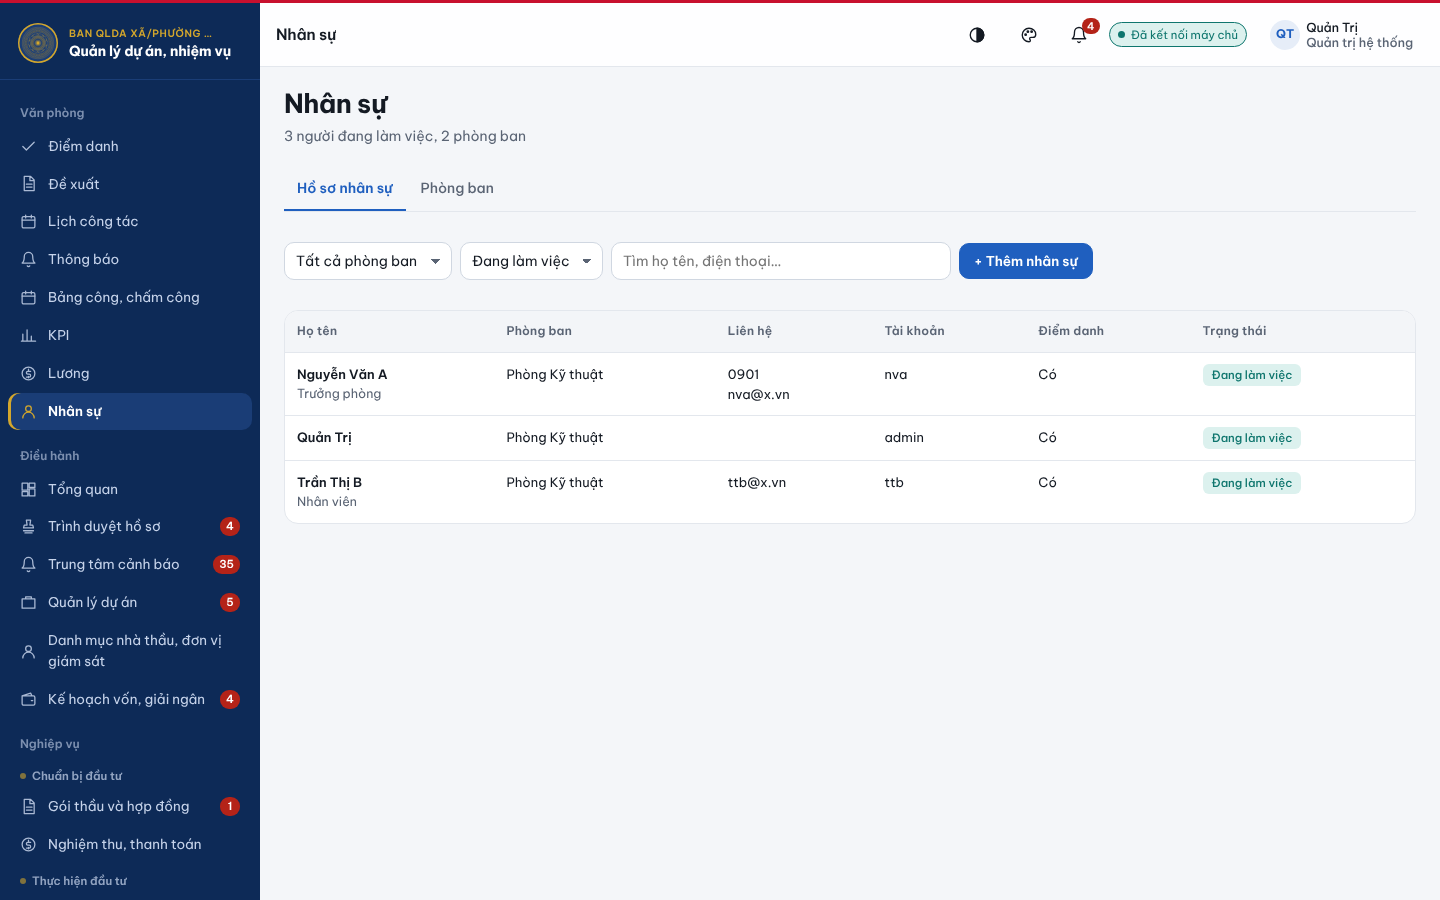 BAN QLDA XÃ/PHƯỜNG ...
Quản lý dự án, nhiệm vụ
Nhân sự
4
Đã kết nối máy chủ
QT
Quản Trị
Quản trị hệ thống
Văn phòng
Điểm danh
Đề xuất
Lịch công tác
Thông báo
Bảng công, chấm công
KPI
Lương
Nhân sự
Điều hành
Tổng quan
Trình duyệt hồ sơ 4
Trung tâm cảnh báo 35
Quản lý dự án 5
Danh mục nhà thầu, đơn vị
giám sát
Kế hoạch vốn, giải ngân 4
Nghiệp vụ
Chuẩn bị đầu tư
Gói thầu và hợp đồng 1
Nghiệm thu, thanh toán
Thực hiện đầu tư
Nhân sự
3 người đang làm việc, 2 phòng ban
Hồ sơ nhân sự Phòng ban
Tất cả phòng ban Đang làm việc Tìm họ tên, điện thoại... + Thêm nhân sự
Họ tên Phòng ban Liên hệ Tài khoản Điểm danh Trạng thái
Nguyễn Văn A Phòng Kỹ thuật 0901 nva Có Đang làm việc
Trưởng phòng nva@x.vn
Quản Trị Phòng Kỹ thuật admin Có Đang làm việc
Trần Thị B Phòng Kỹ thuật ttb@x.vn ttb Có Đang làm việc
Nhân viên